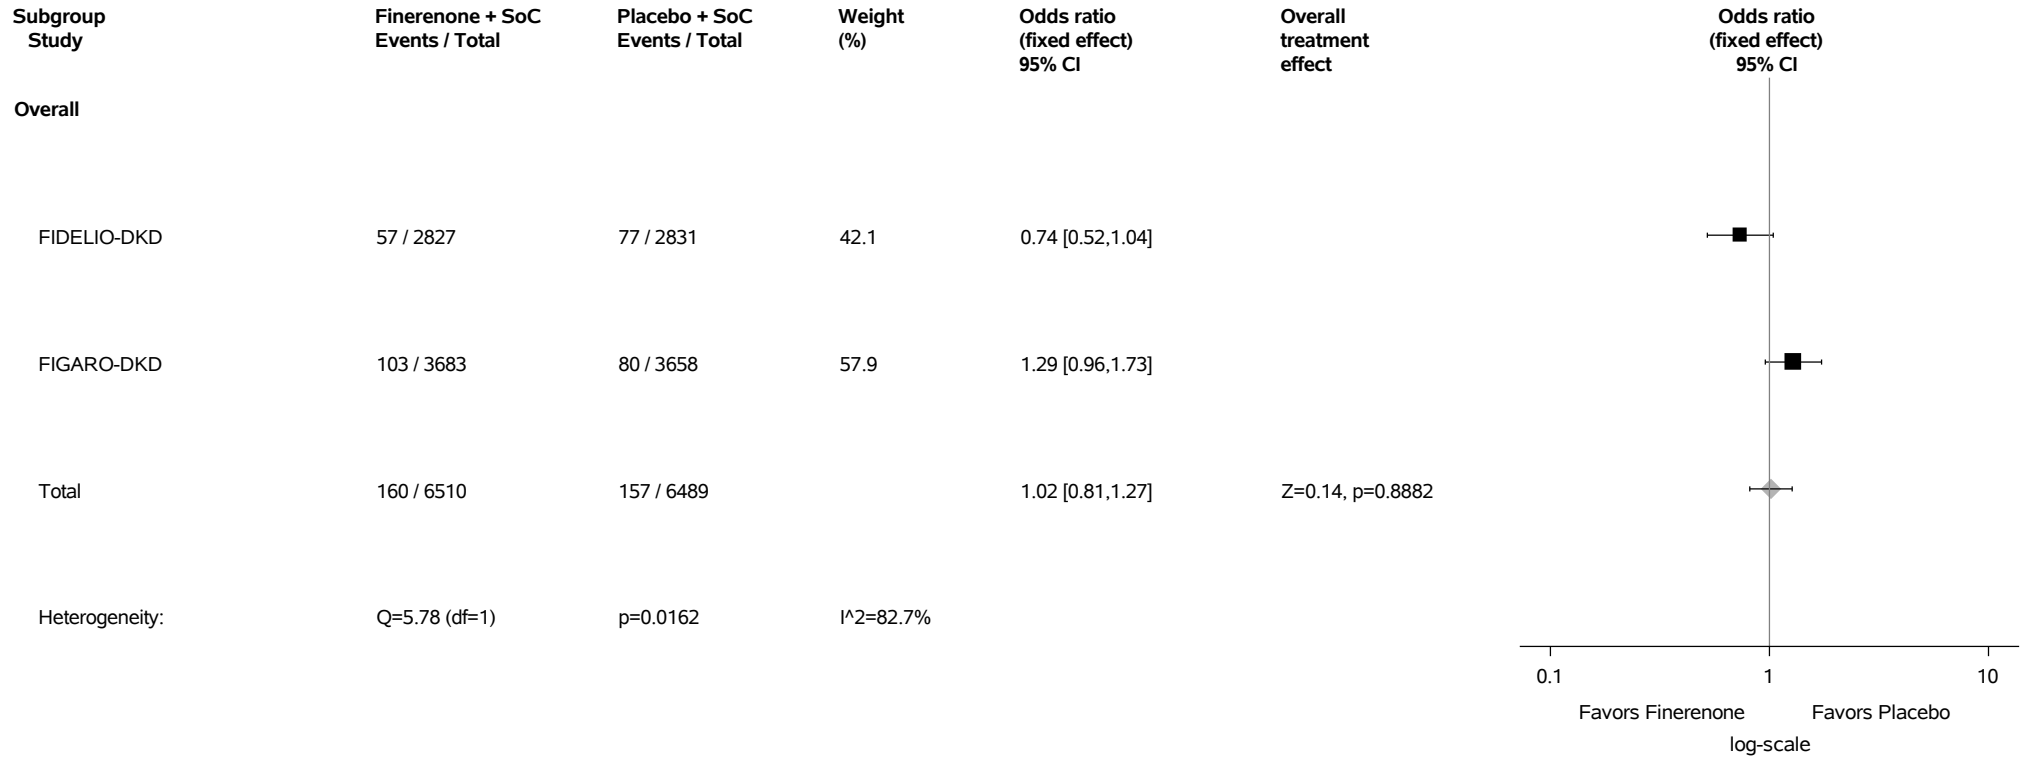 Subgroup Finerenone + SoC Placebo + SoC Weight Odds ratio Overall Odds ratio
Study Events / Total Events / Total (%) (fixed effect) treatment (fixed effect)
95% CI effect 95% CI
Overall
FIDELIO-DKD 57 / 2827 77 / 2831 42.1 0.74 [0.52,1.04]
FIGARO-DKD 103 / 3683 80 / 3658 57.9 1.29 [0.96,1.73]
Total 160 / 6510 157 / 6489 1.02 [0.81,1.27] Z=0.14, p=0.8882
Heterogeneity: Q=5.78 (df=1) p=0.0162 I^2=82.7%
0.1 1 10
Favors Finerenone Favors Placebo
log-scale